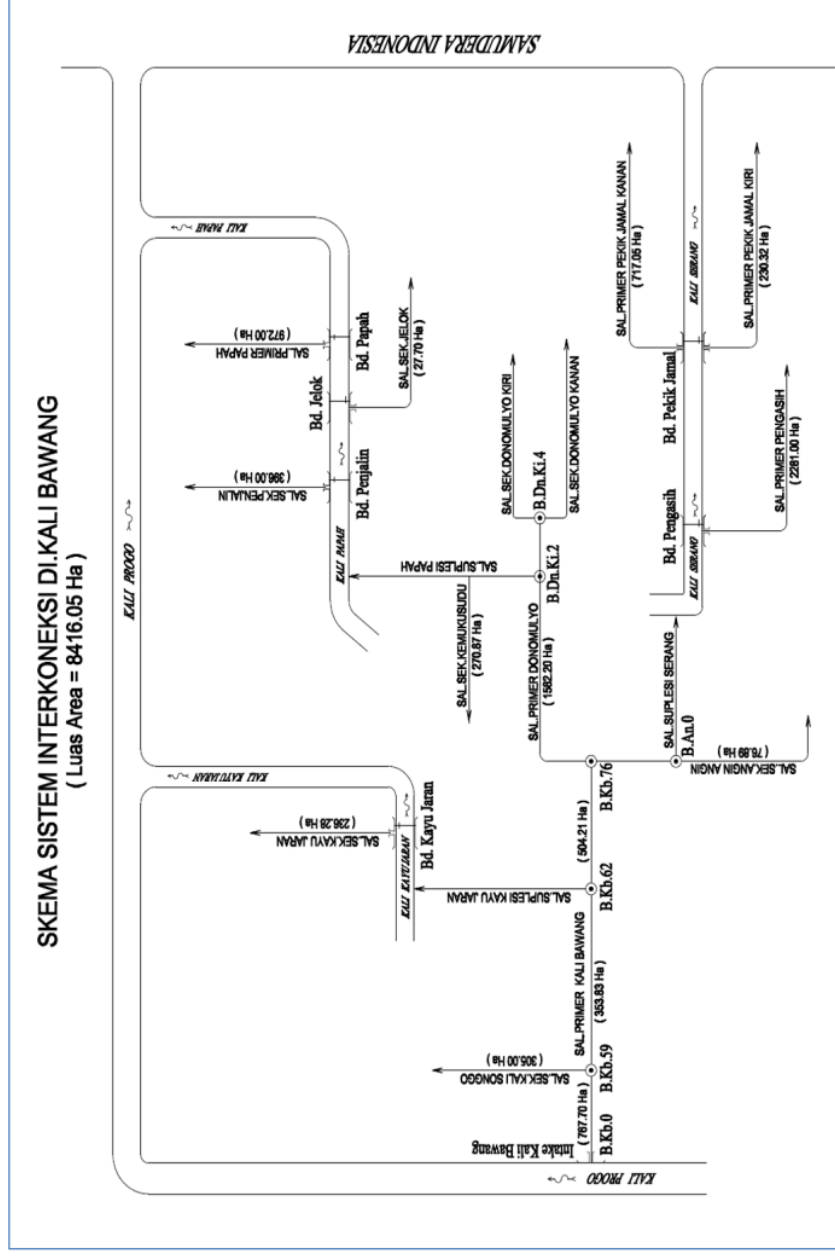 SKEMA SISTEM INTERKONEKSI DI.KALI BAWANG
( Luas Area = 8416.05 Ha )
KALI PROGO
KALI PROGO
Intake Kali Bawang
B.Kb.0
( 767.70 Ha )
SAL.SEK.KALI SONGGO
( 305.00 Ha )
B.Kb.59
SAL.PRIMER KALI BAWANG
( 353.83 Ha )
SAL.SUPLESI KAYU JARAN
B.Kb.62
( 504.21 Ha )
B.Kb.76
KALI KAYUJARAN
KALI KAYUJARAN
SAL.SEK.KAYU JARAN
( 236.28 Ha )
Bd. Kayu Jaran
SAL.SEK.ANGIN ANGIN
( 76.89 Ha )
B.An.0
SAL.SUPLESI SERANG
SAL.PRIMER DONOMULYO
( 1582.20 Ha )
SAL.SEK.KEMUKUSUDU
( 270.87 Ha )
SAL.SUPLESI PAPAH
B.Dn.Ki.2
B.Dn.Ki.4
SAL.SEK.DONOMULYO KIRI
SAL.SEK.DONOMULYO KANAN
KALI PAPAH
KALI PAPAH
SAL.SEK.PENJALIN
( 396.00 Ha )
Bd. Penjalin
Bd. Jelok
SAL.SEK.JELOK
( 27.70 Ha )
SAL.PRIMER PAPAH
( 972.00 Ha )
Bd. Papah
KALI SERANG
Bd. Pengasih
SAL.PRIMER PENGASIH
( 2281.00 Ha )
Bd. Pekik Jamal
SAL.PRIMER PEKIK JAMAL KANAN
( 717.05 Ha )
KALI SERANG
SAL.PRIMER PEKIK JAMAL KIRI
( 230.32 Ha )
SAMUDERA INDONESIA